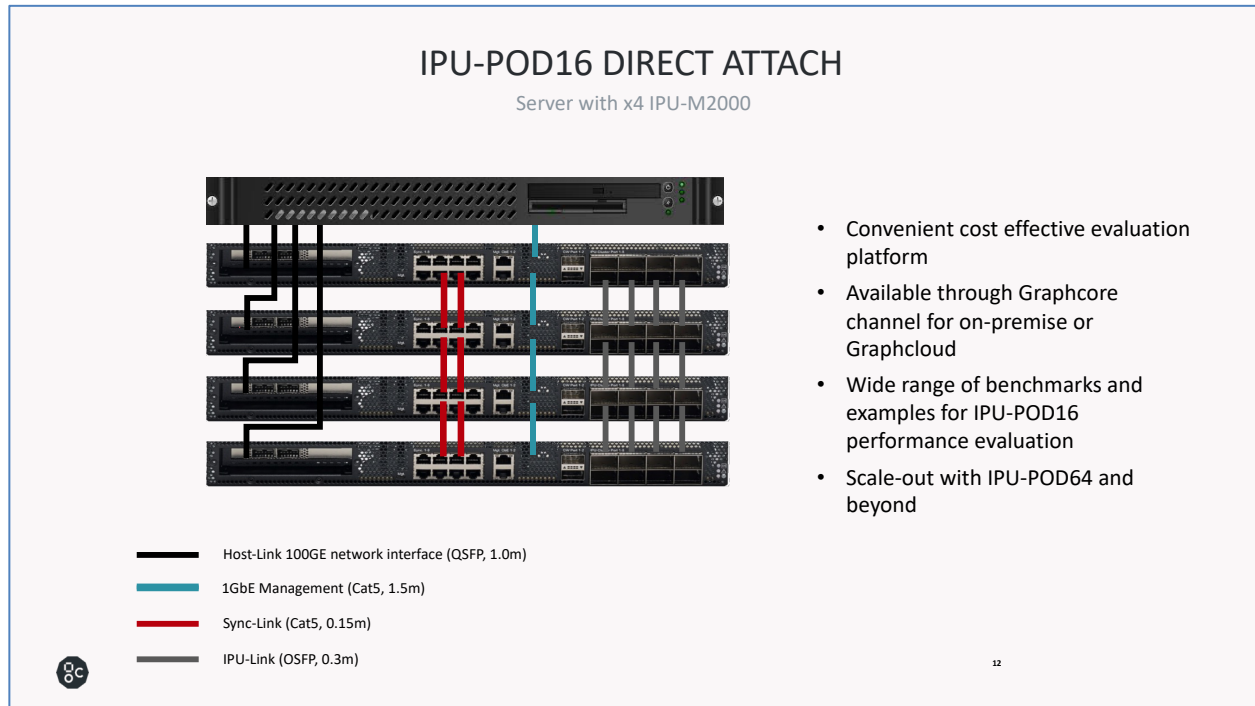 IPU-POD16 DIRECT ATTACH
Server with x4 IPU-M2000
• Convenient cost effective evaluation
platform
• Available through Graphcore
channel for on-premise or
Graphcloud
• Wide range of benchmarks and
examples for IPU-POD16
performance evaluation
• Scale-out with IPU-POD64 and
beyond
Host-Link 100GE network interface (QSFP, 1.0m)
1GbE Management (Cat5, 1.5m)
Sync-Link (Cat5, 0.15m)
IPU-Link (OSFP, 0.3m)
12